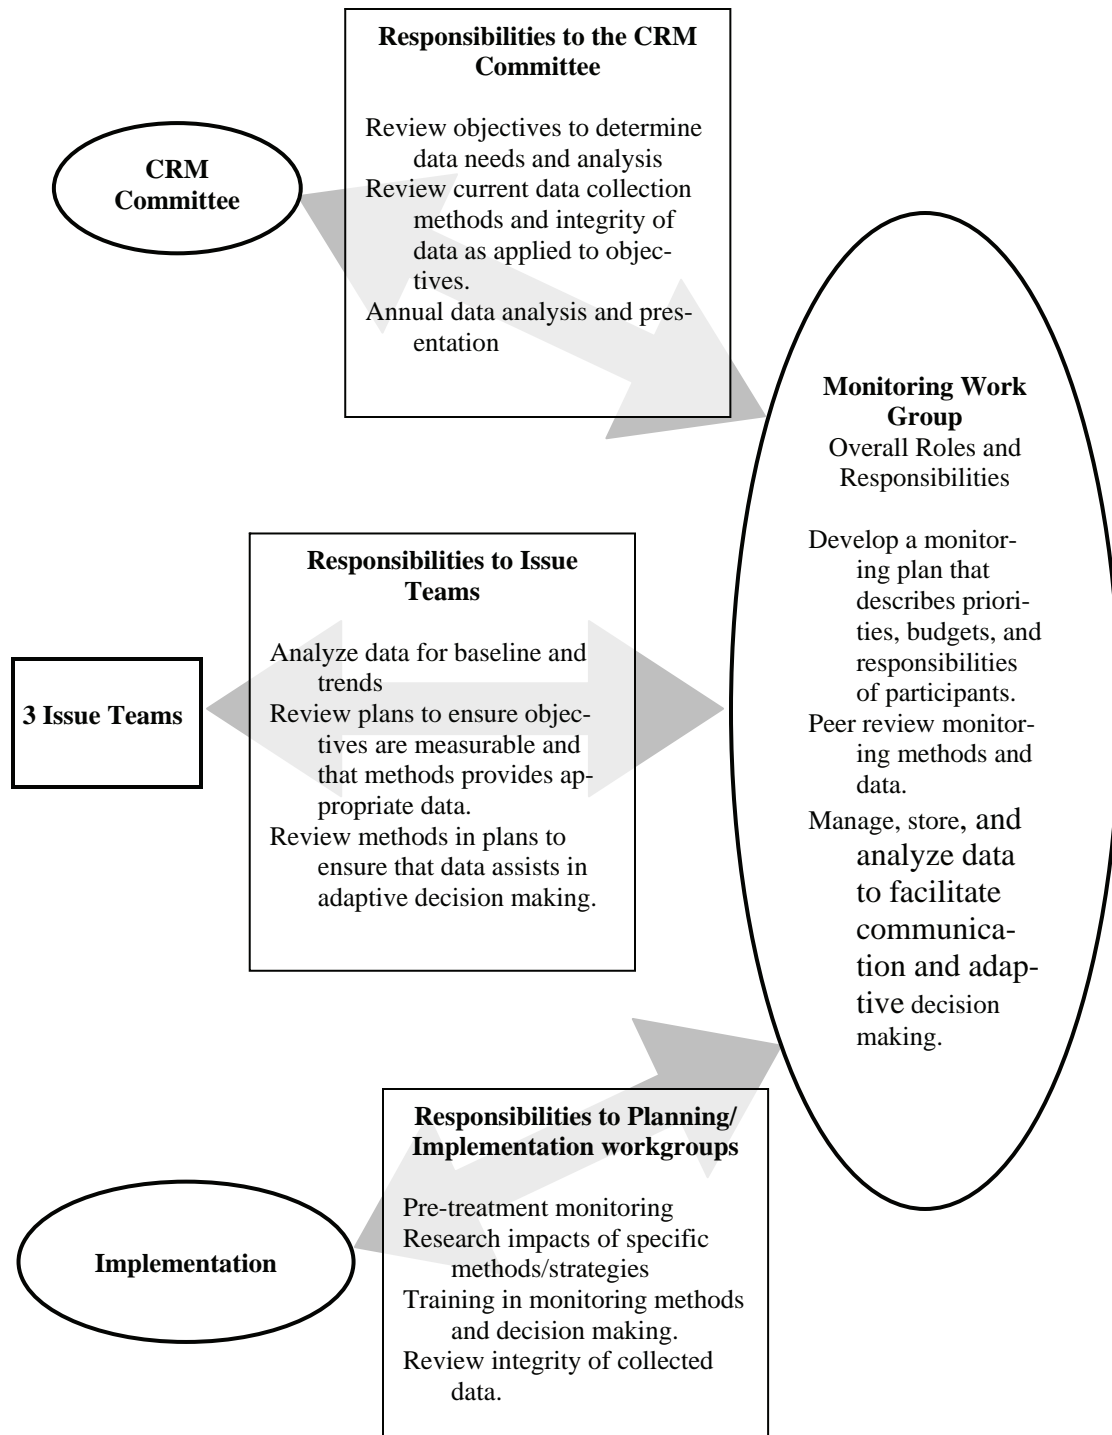 Responsibilities to the CRM
Committee
Review objectives to determine
data needs and analysis
Review current data collection
methods and integrity of
data as applied to objec-
tives.
Annual data analysis and pres-
entation
CRM
Committee
Monitoring Work
Group
Overall Roles and
Responsibilities
Develop a monitor-
ing plan that
describes priori-
ties, budgets, and
responsibilities
of participants.
Peer review monitor-
ing methods and
data.
Manage, store, and
analyze data
to facilitate
communica-
tion and adap-
tive decision
making.
Responsibilities to Issue
Teams
Analyze data for baseline and
trends
Review plans to ensure objec-
tives are measurable and
that methods provides ap-
propriate data.
Review methods in plans to
ensure that data assists in
adaptive decision making.
3 Issue Teams
Responsibilities to Planning/
Implementation workgroups
Pre-treatment monitoring
Research impacts of specific
methods/strategies
Training in monitoring methods
and decision making.
Review integrity of collected
data.
Implementation